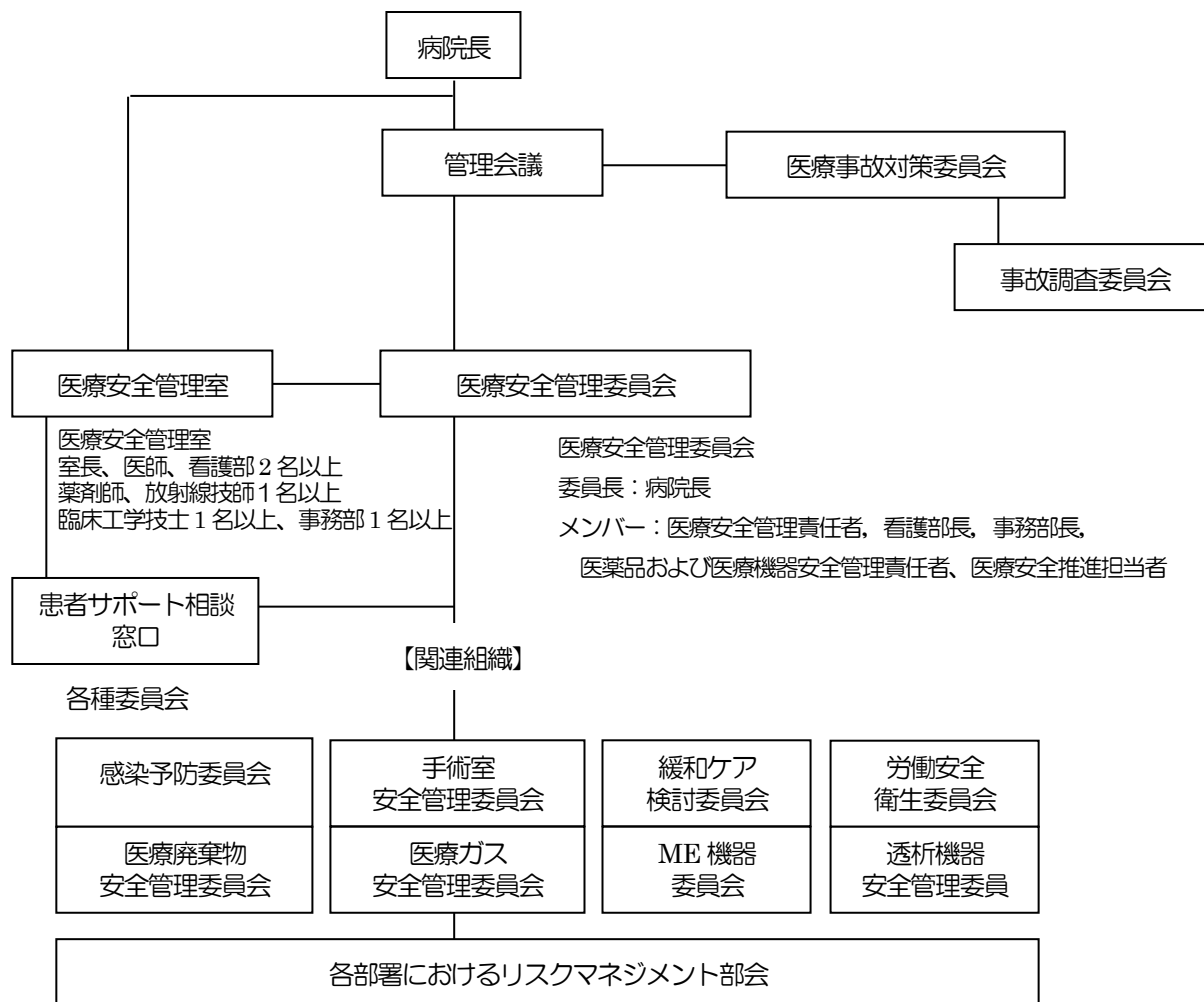 病院長
管理会議
医療事故対策委員会
事故調査委員会
医療安全管理室
医療安全管理委員会
医療安全管理室
室長、医師、看護部２名以上
薬剤師、放射線技師１名以上
臨床工学技士１名以上、事務部１名以上
医療安全管理委員会
委員長：病院長
メンバー：医療安全管理責任者，看護部長，事務部長，
医薬品および医療機器安全管理責任者、医療安全推進担当者
患者サポート相談
窓口
【関連組織】
各種委員会
感染予防委員会
手術室
安全管理委員会
緩和ケア
検討委員会
労働安全
衛生委員会
医療廃棄物
安全管理委員会
医療ガス
安全管理委員会
ME 機器
委員会
透析機器
安全管理委員
各部署におけるリスクマネジメント部会